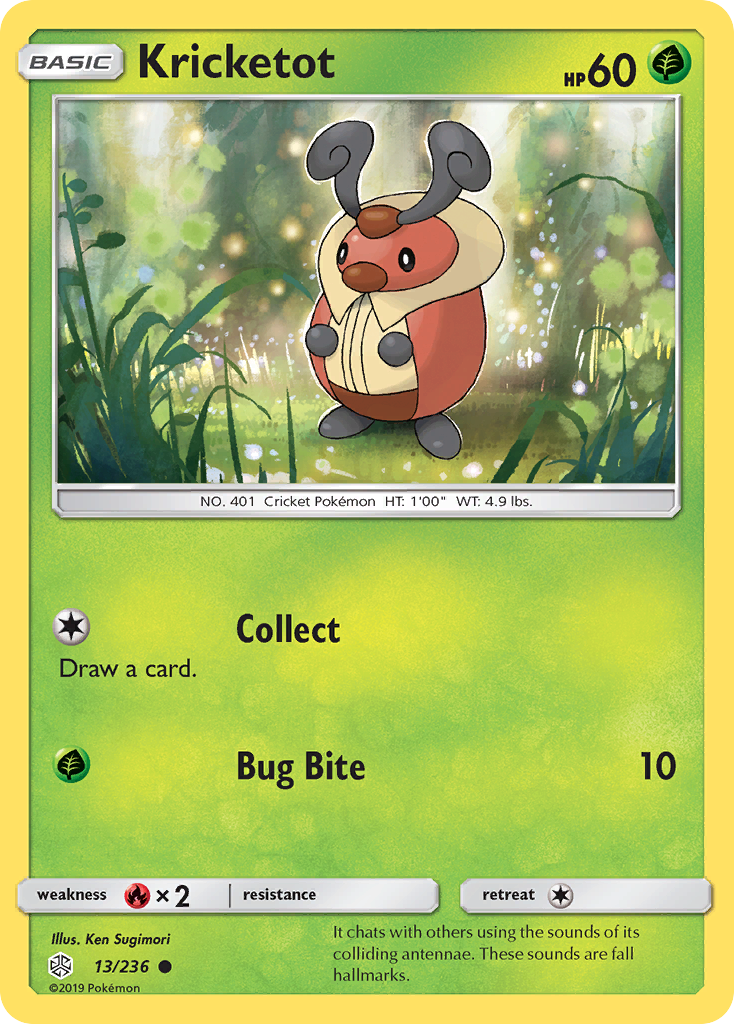 BASIC Kricketot HP60
NO. 401 Cricket Pokémon HT: 1'00" WT: 4.9 lbs.
Collect
Draw a card.
Bug Bite 10
weakness ×2 resistance retreat
Illus. Ken Sugimori
13/236
©2019 Pokémon
It chats with others using the sounds of its
colliding antennae. These sounds are fall
hallmarks.